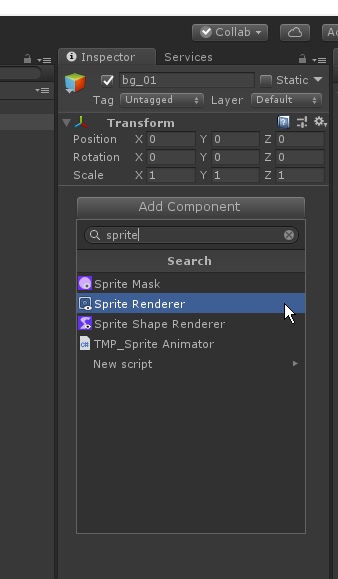 Collab
Inspector Services
bg_01 Static
Tag Untagged Layer Default
Transform
Position X 0 Y 0 Z 0
Rotation X 0 Y 0 Z 0
Scale X 1 Y 1 Z 1
Add Component
sprite
Search
Sprite Mask
Sprite Renderer
Sprite Shape Renderer
C#
TMP_Sprite Animator
New script